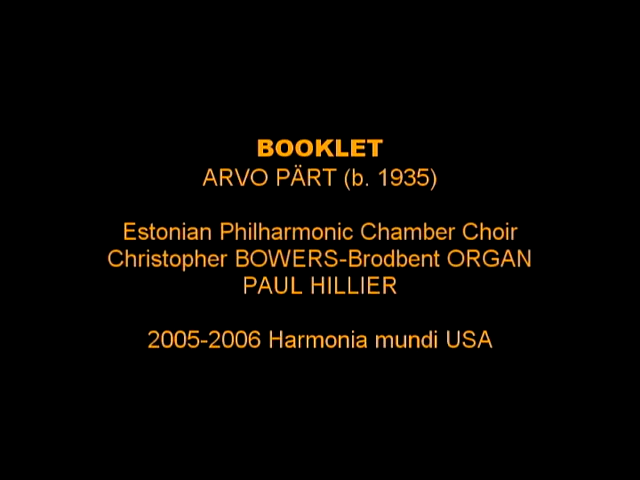 BOOKLET
ARVO PÄRT (b. 1935)
Estonian Philharmonic Chamber Choir
Christopher BOWERS-Brodbent ORGAN
PAUL HILLIER
2005-2006 Harmonia mundi USA